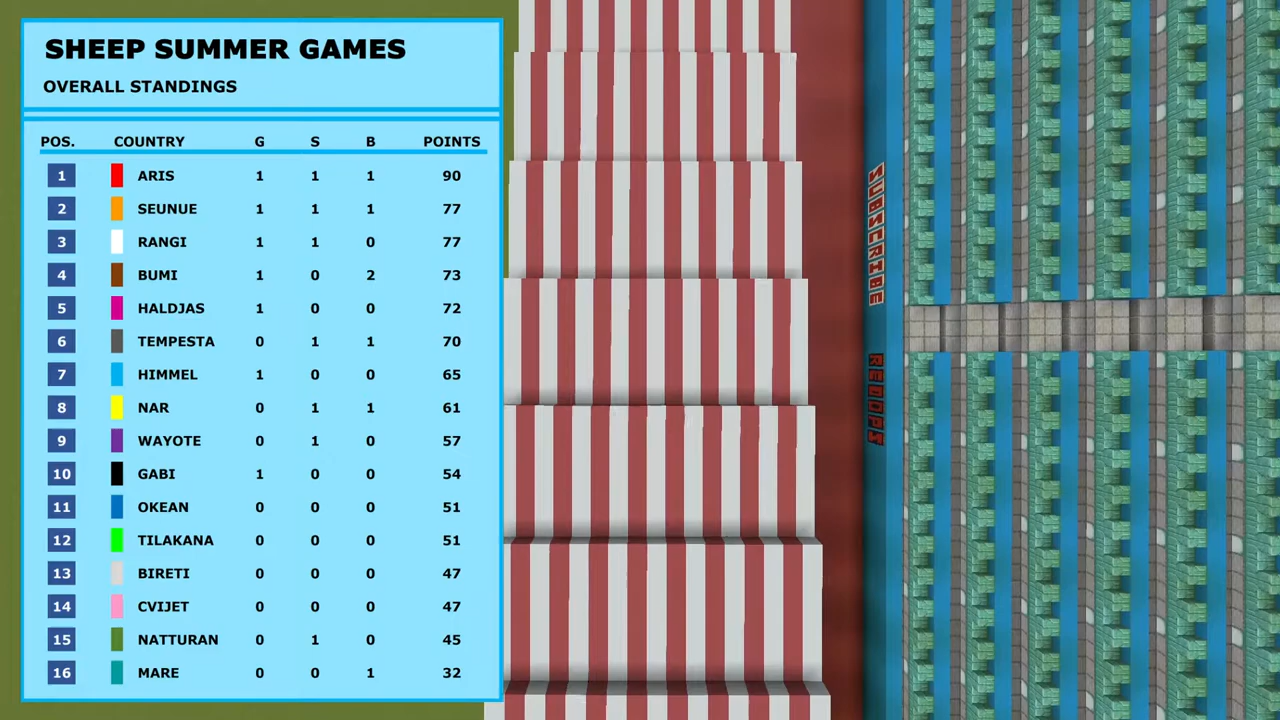 SHEEP SUMMER GAMES
OVERALL STANDINGS
POS. COUNTRY G S B POINTS
1 ARIS 1 1 1 90
2 SEUNUE 1 1 1 77
3 RANGI 1 1 0 77
4 BUMI 1 0 2 73
5 HALDJAS 1 0 0 72
6 TEMPESTA 0 1 1 70
7 HIMMEL 1 0 0 65
8 NAR 0 1 1 61
9 WAYOTE 0 1 0 57
10 GABI 1 0 0 54
11 OKEAN 0 0 0 51
12 TILAKANA 0 0 0 51
13 BIRETI 0 0 0 47
14 CVIJET 0 0 0 47
15 NATTURAN 0 1 0 45
16 MARE 0 0 1 32
SUBSCRIBE